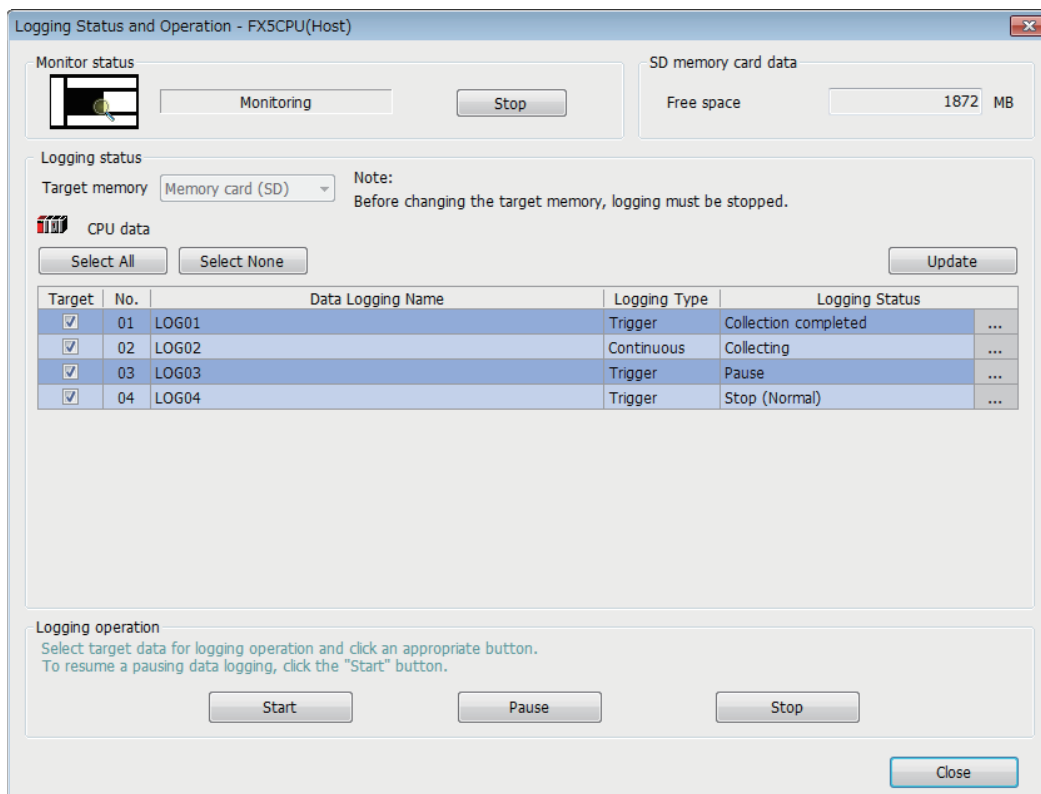 Logging Status and Operation - FX5CPU(Host)
Monitor status
Monitoring
Stop
SD memory card data
Free space 1872 MB
Logging status
Target memory Memory card (SD)
Note:
Before changing the target memory, logging must be stopped.
CPU data
Select All Select None Update
Target No. Data Logging Name Logging Type Logging Status
01 LOG01 Trigger Collection completed ...
02 LOG02 Continuous Collecting ...
03 LOG03 Trigger Pause ...
04 LOG04 Trigger Stop (Normal) ...
Logging operation
Select target data for logging operation and click an appropriate button.
To resume a pausing data logging, click the "Start" button.
Start Pause Stop
Close